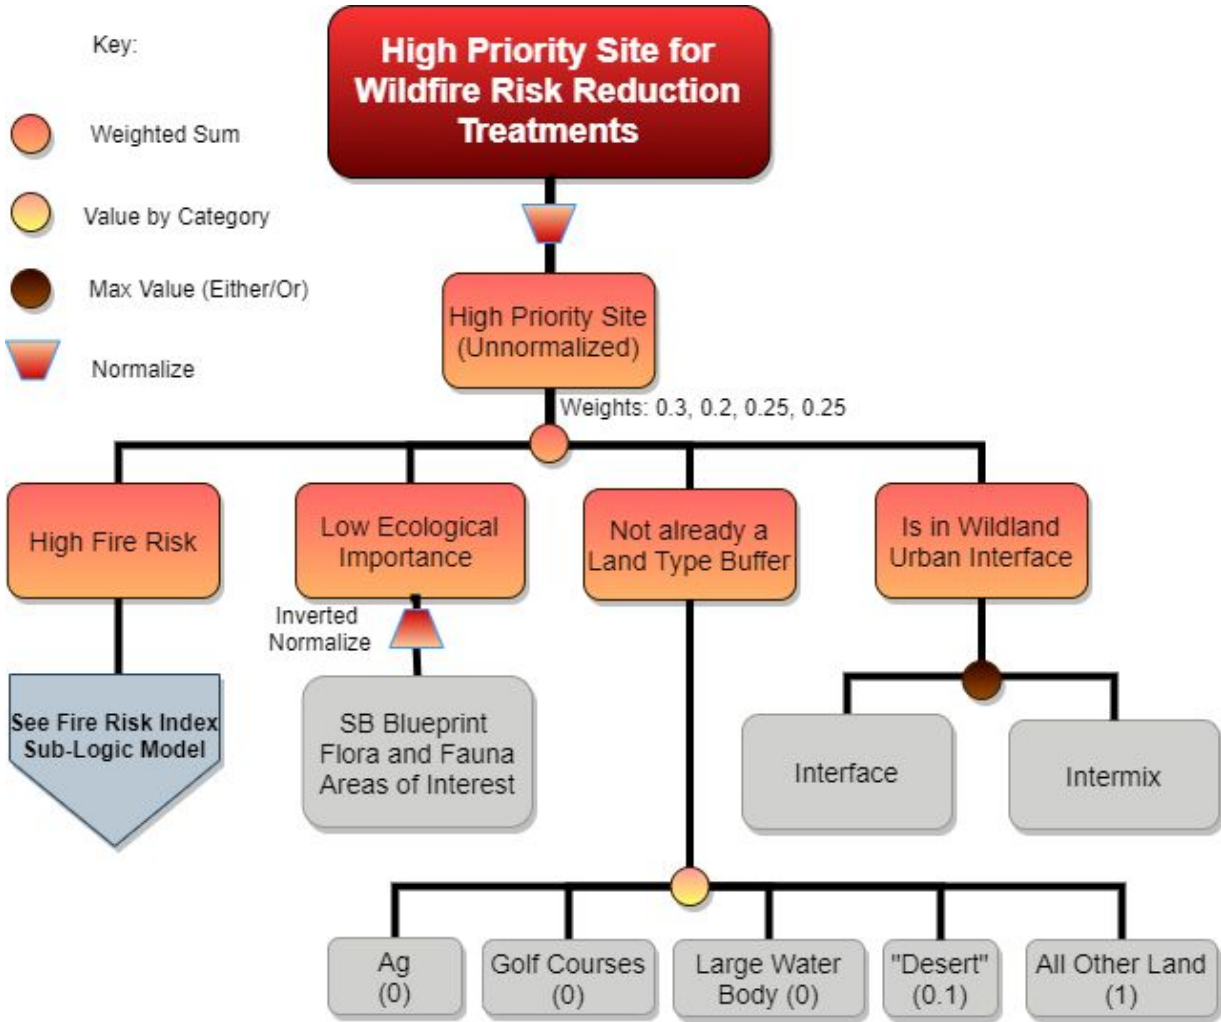 Key:
High Priority Site for
Wildfire Risk Reduction
Treatments
Weighted Sum
Value by Category
Max Value (Either/Or)
Normalize
High Priority Site
(Unnormalized)
Weights: 0.3, 0.2, 0.25, 0.25
High Fire Risk
Low Ecological
Importance
Not already a
Land Type Buffer
Is in Wildland
Urban Interface
Inverted
Normalize
See Fire Risk Index
Sub-Logic Model
SB Blueprint
Flora and Fauna
Areas of Interest
Interface
Intermix
Ag
(0)
Golf Courses
(0)
Large Water
Body (0)
"Desert"
(0.1)
All Other Land
(1)